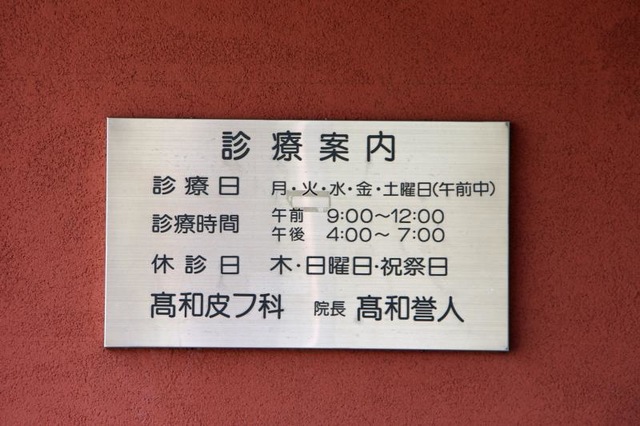 診療案内
診療日 月・火・水・金・土曜日(午前中)
診療時間 午前 9:00〜12:00
午後 4:00〜 7:00
休診日 木・日曜日・祝祭日
髙和皮フ科 院長 髙和誉人